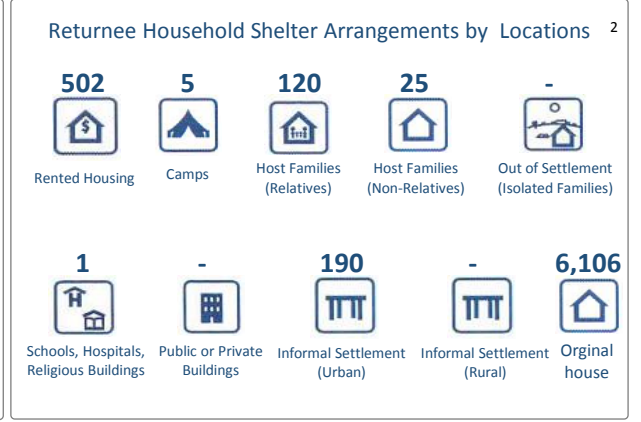 Returnee Household Shelter Arrangements by Locations 2
502 5 120 25 -
$
Rented Housing
Camps
Host Families
(Relatives)
Host Families
(Non-Relatives)
Out of Settlement
(Isolated Families)
1 - 190 - 6,106
H
Schools, Hospitals,
Religious Buildings
Public or Private
Buildings
Informal Settlement
(Urban)
Informal Settlement
(Rural)
Orginal
house